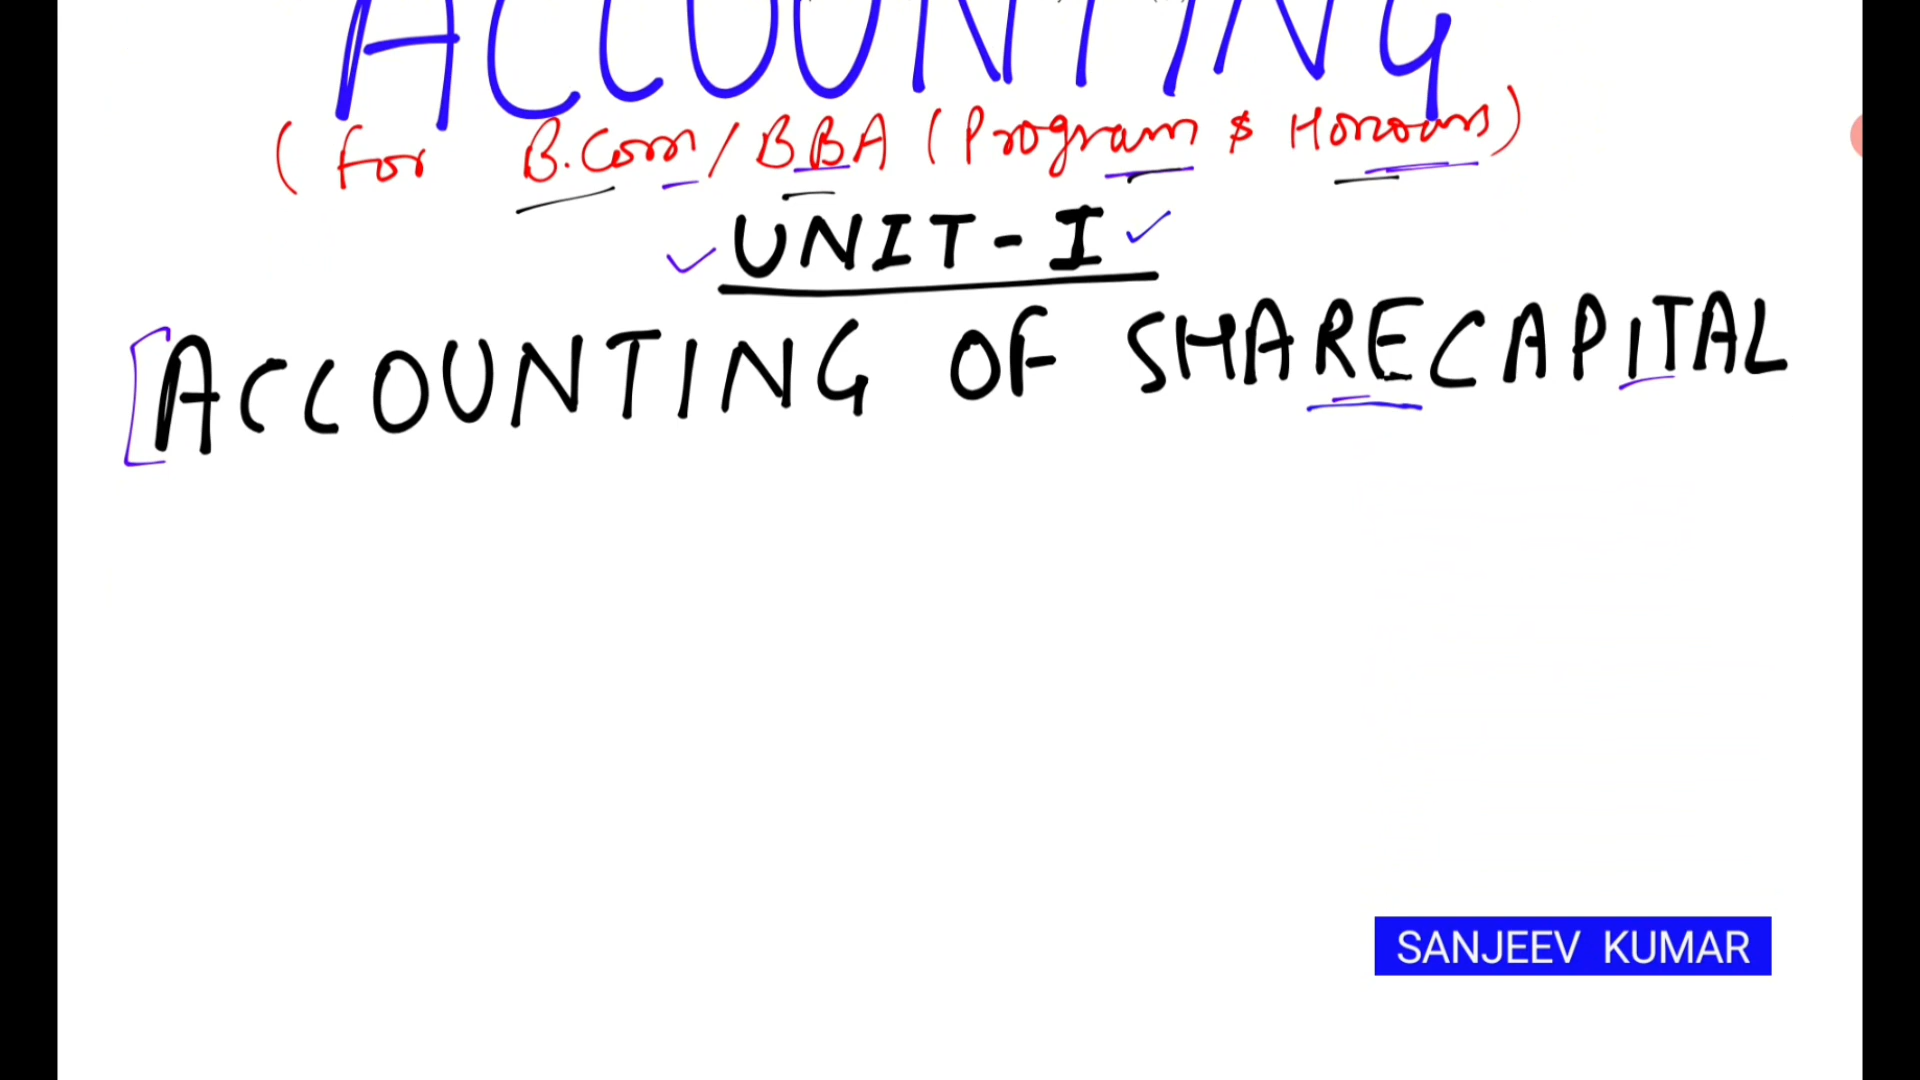 ACCOUNTING
(For B.Com/BBA (Program & Honours)
UNIT-I
ACCOUNTING OF SHARECAPITAL
SANJEEV KUMAR